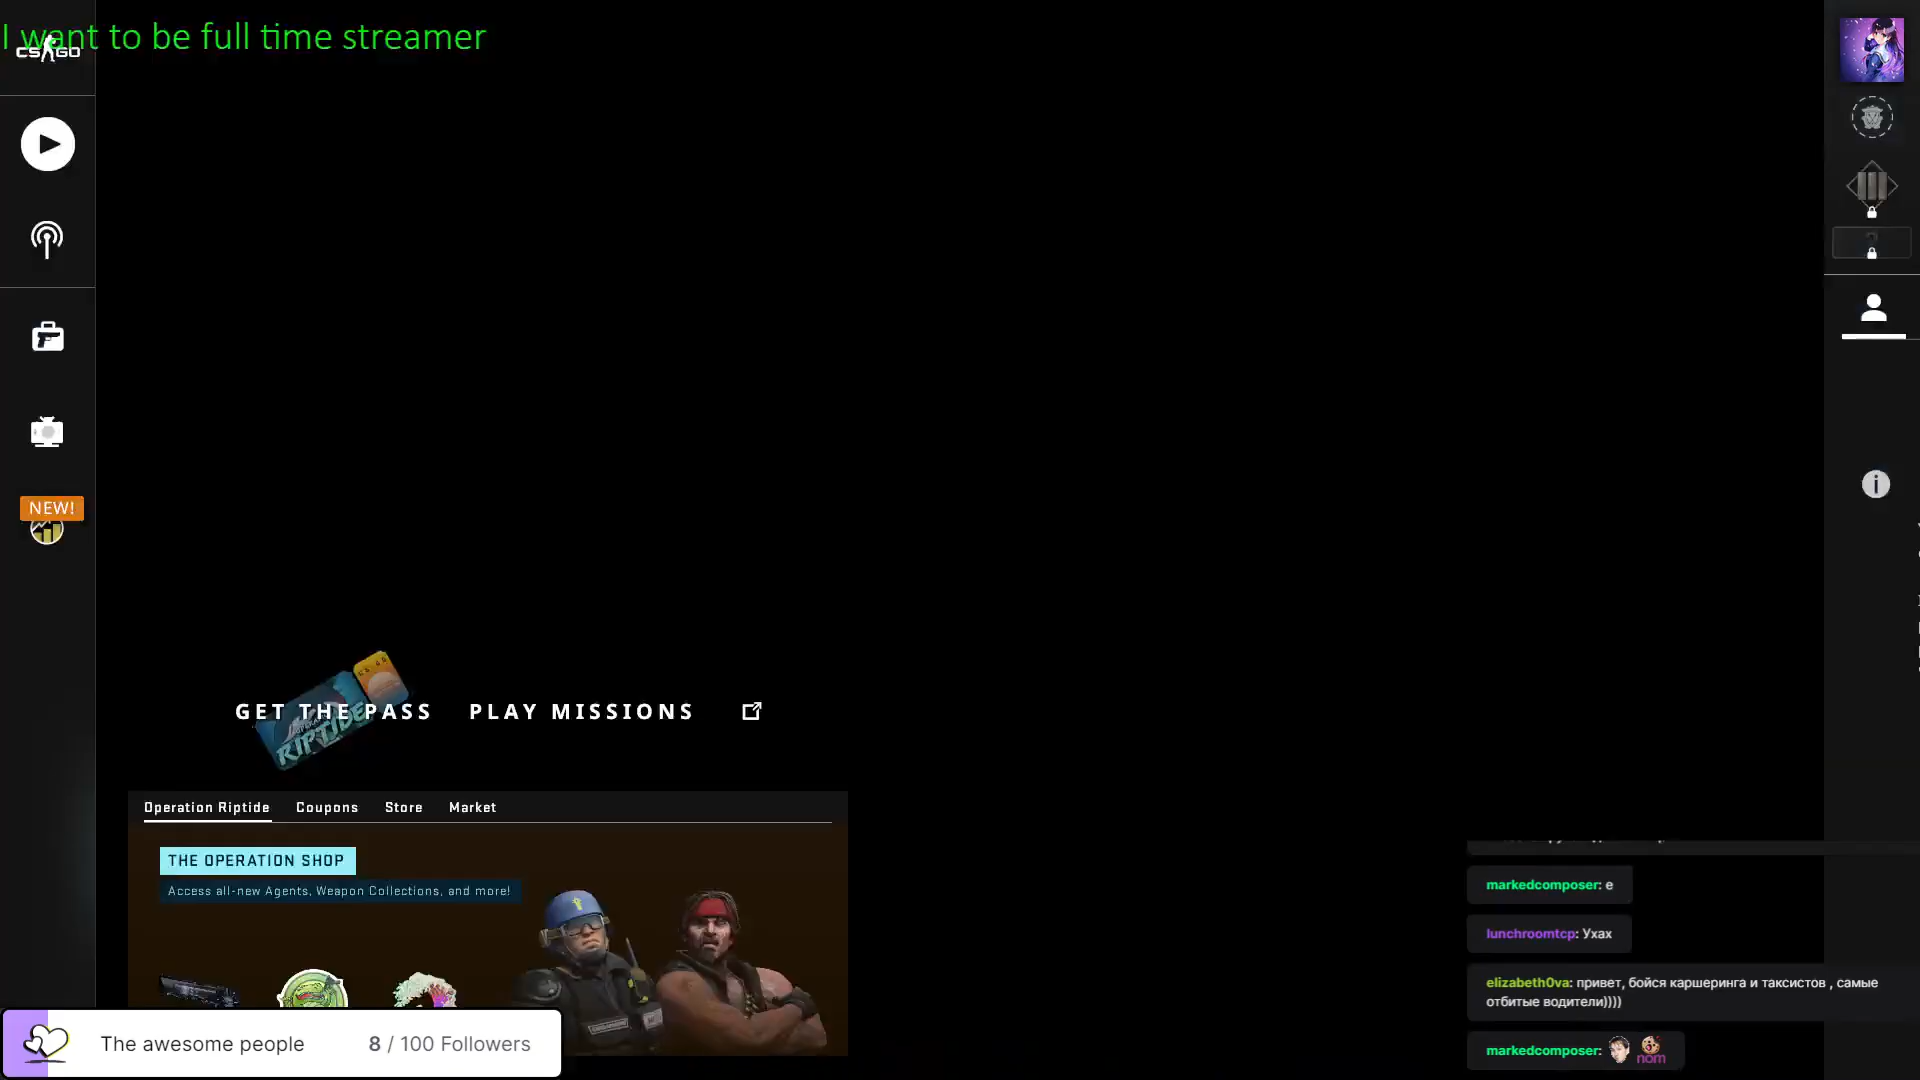 I want to be full time streamer
CS GO
NEW!
GET THE PASS PLAY MISSIONS
RIPTIDE
Operation Riptide Coupons Store Market
THE OPERATION SHOP
Access all-new Agents, Weapon Collections, and more!
markedcomposer: е
lunchroomtcp: Ухах
elizabeth0va: привет, бойся каршеринга и таксистов , самые
отбитые водители))))
markedcomposer: nom
The awesome people 8 / 100 Followers